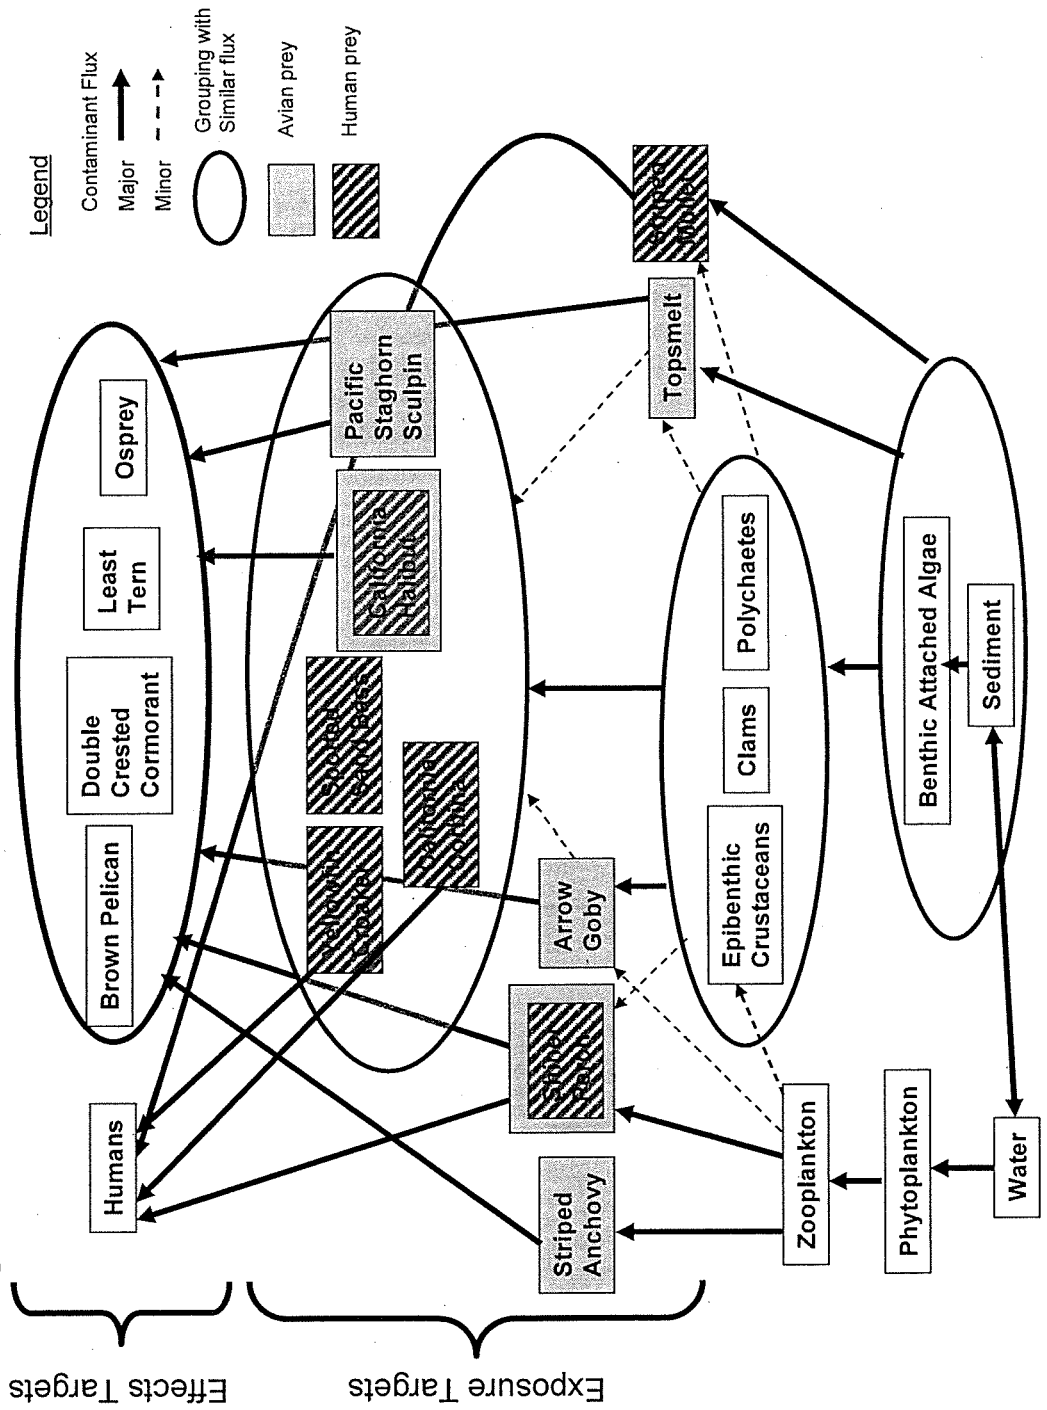 Legend
Contaminant Flux
Major
Minor
Grouping with
Similar flux
Avian prey
Human prey
Effects Targets
Humans
Brown Pelican
Double
Crested
Cormorant
Least
Tern
Osprey
Exposure Targets
Yellowfin
Croaker
Spotted
Sand Bass
California
Corbina
California
Halibut
Pacific
Staghorn
Sculpin
Striped
Anchovy
Shiner
Arrow
Goby
Topsmelt
Striped
Mullet
Zooplankton
Epibenthic
Crustaceans
Clams
Polychaetes
Phytoplankton
Benthic Attached Algae
Water
Sediment